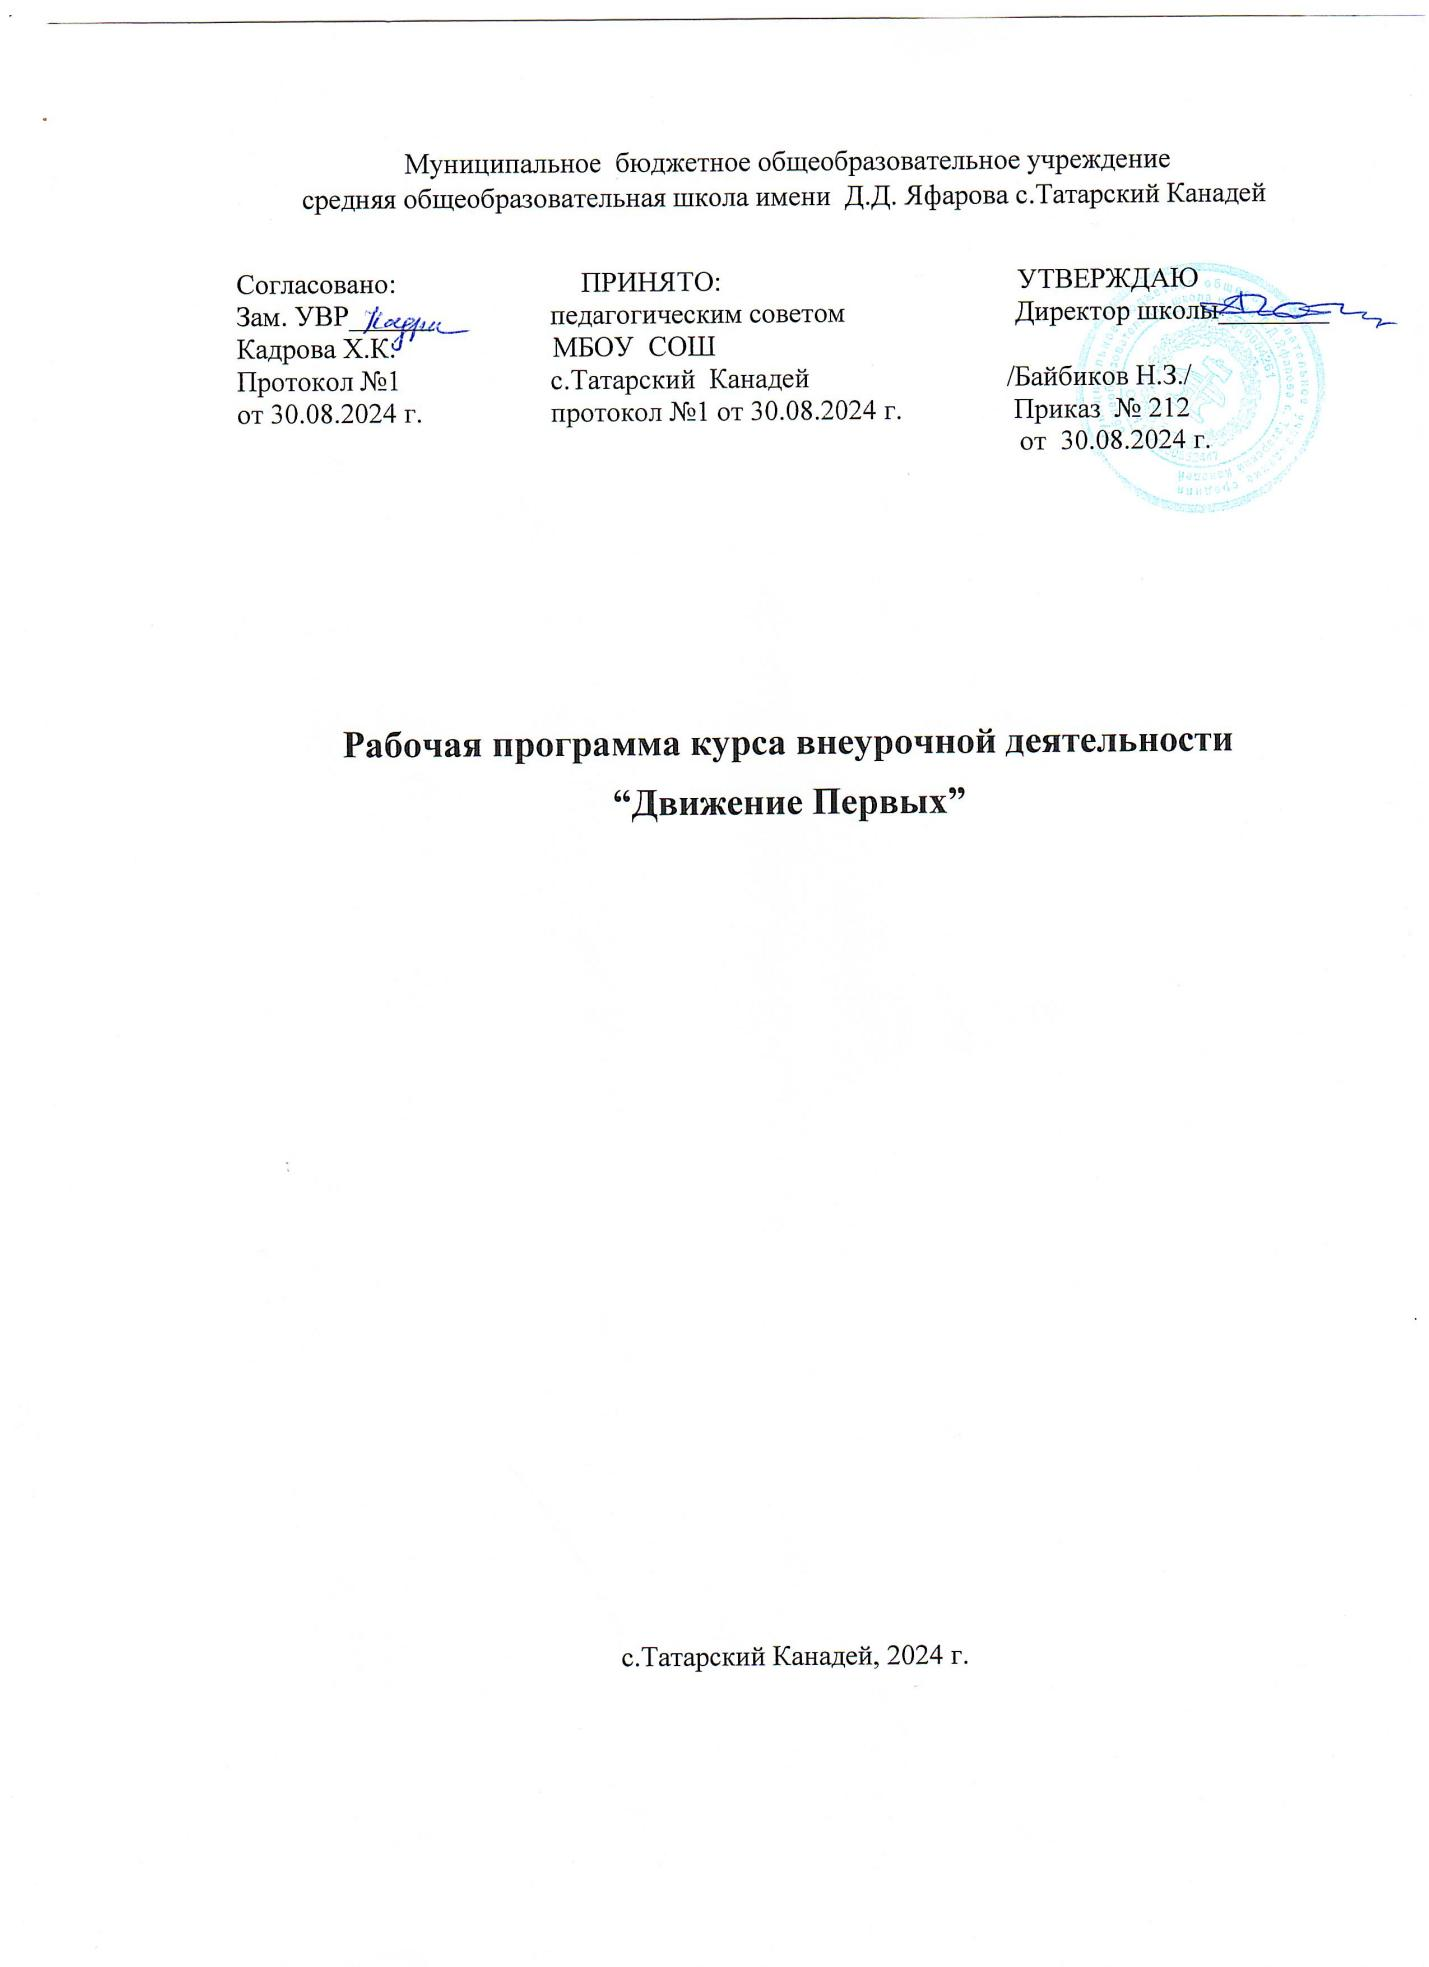 Муниципальное бюджетное общеобразовательное учреждение
средняя общеобразовательная школа имени Д.Д. Яфарова с.Татарский Канадей
Согласовано:
Зам. УВР
Кадрова Х.К.
Протокол №1
от 30.08.2024 г.
ПРИНЯТО:
педагогическим советом
МБОУ СОШ
с.Татарский Канадей
протокол №1 от 30.08.2024 г.
УТВЕРЖДАЮ
Директор школы
/Байбиков Н.З./
Приказ № 212
от 30.08.2024 г.
Рабочая программа курса внеурочной деятельности
“Движение Первых”
с.Татарский Канадей, 2024 г.